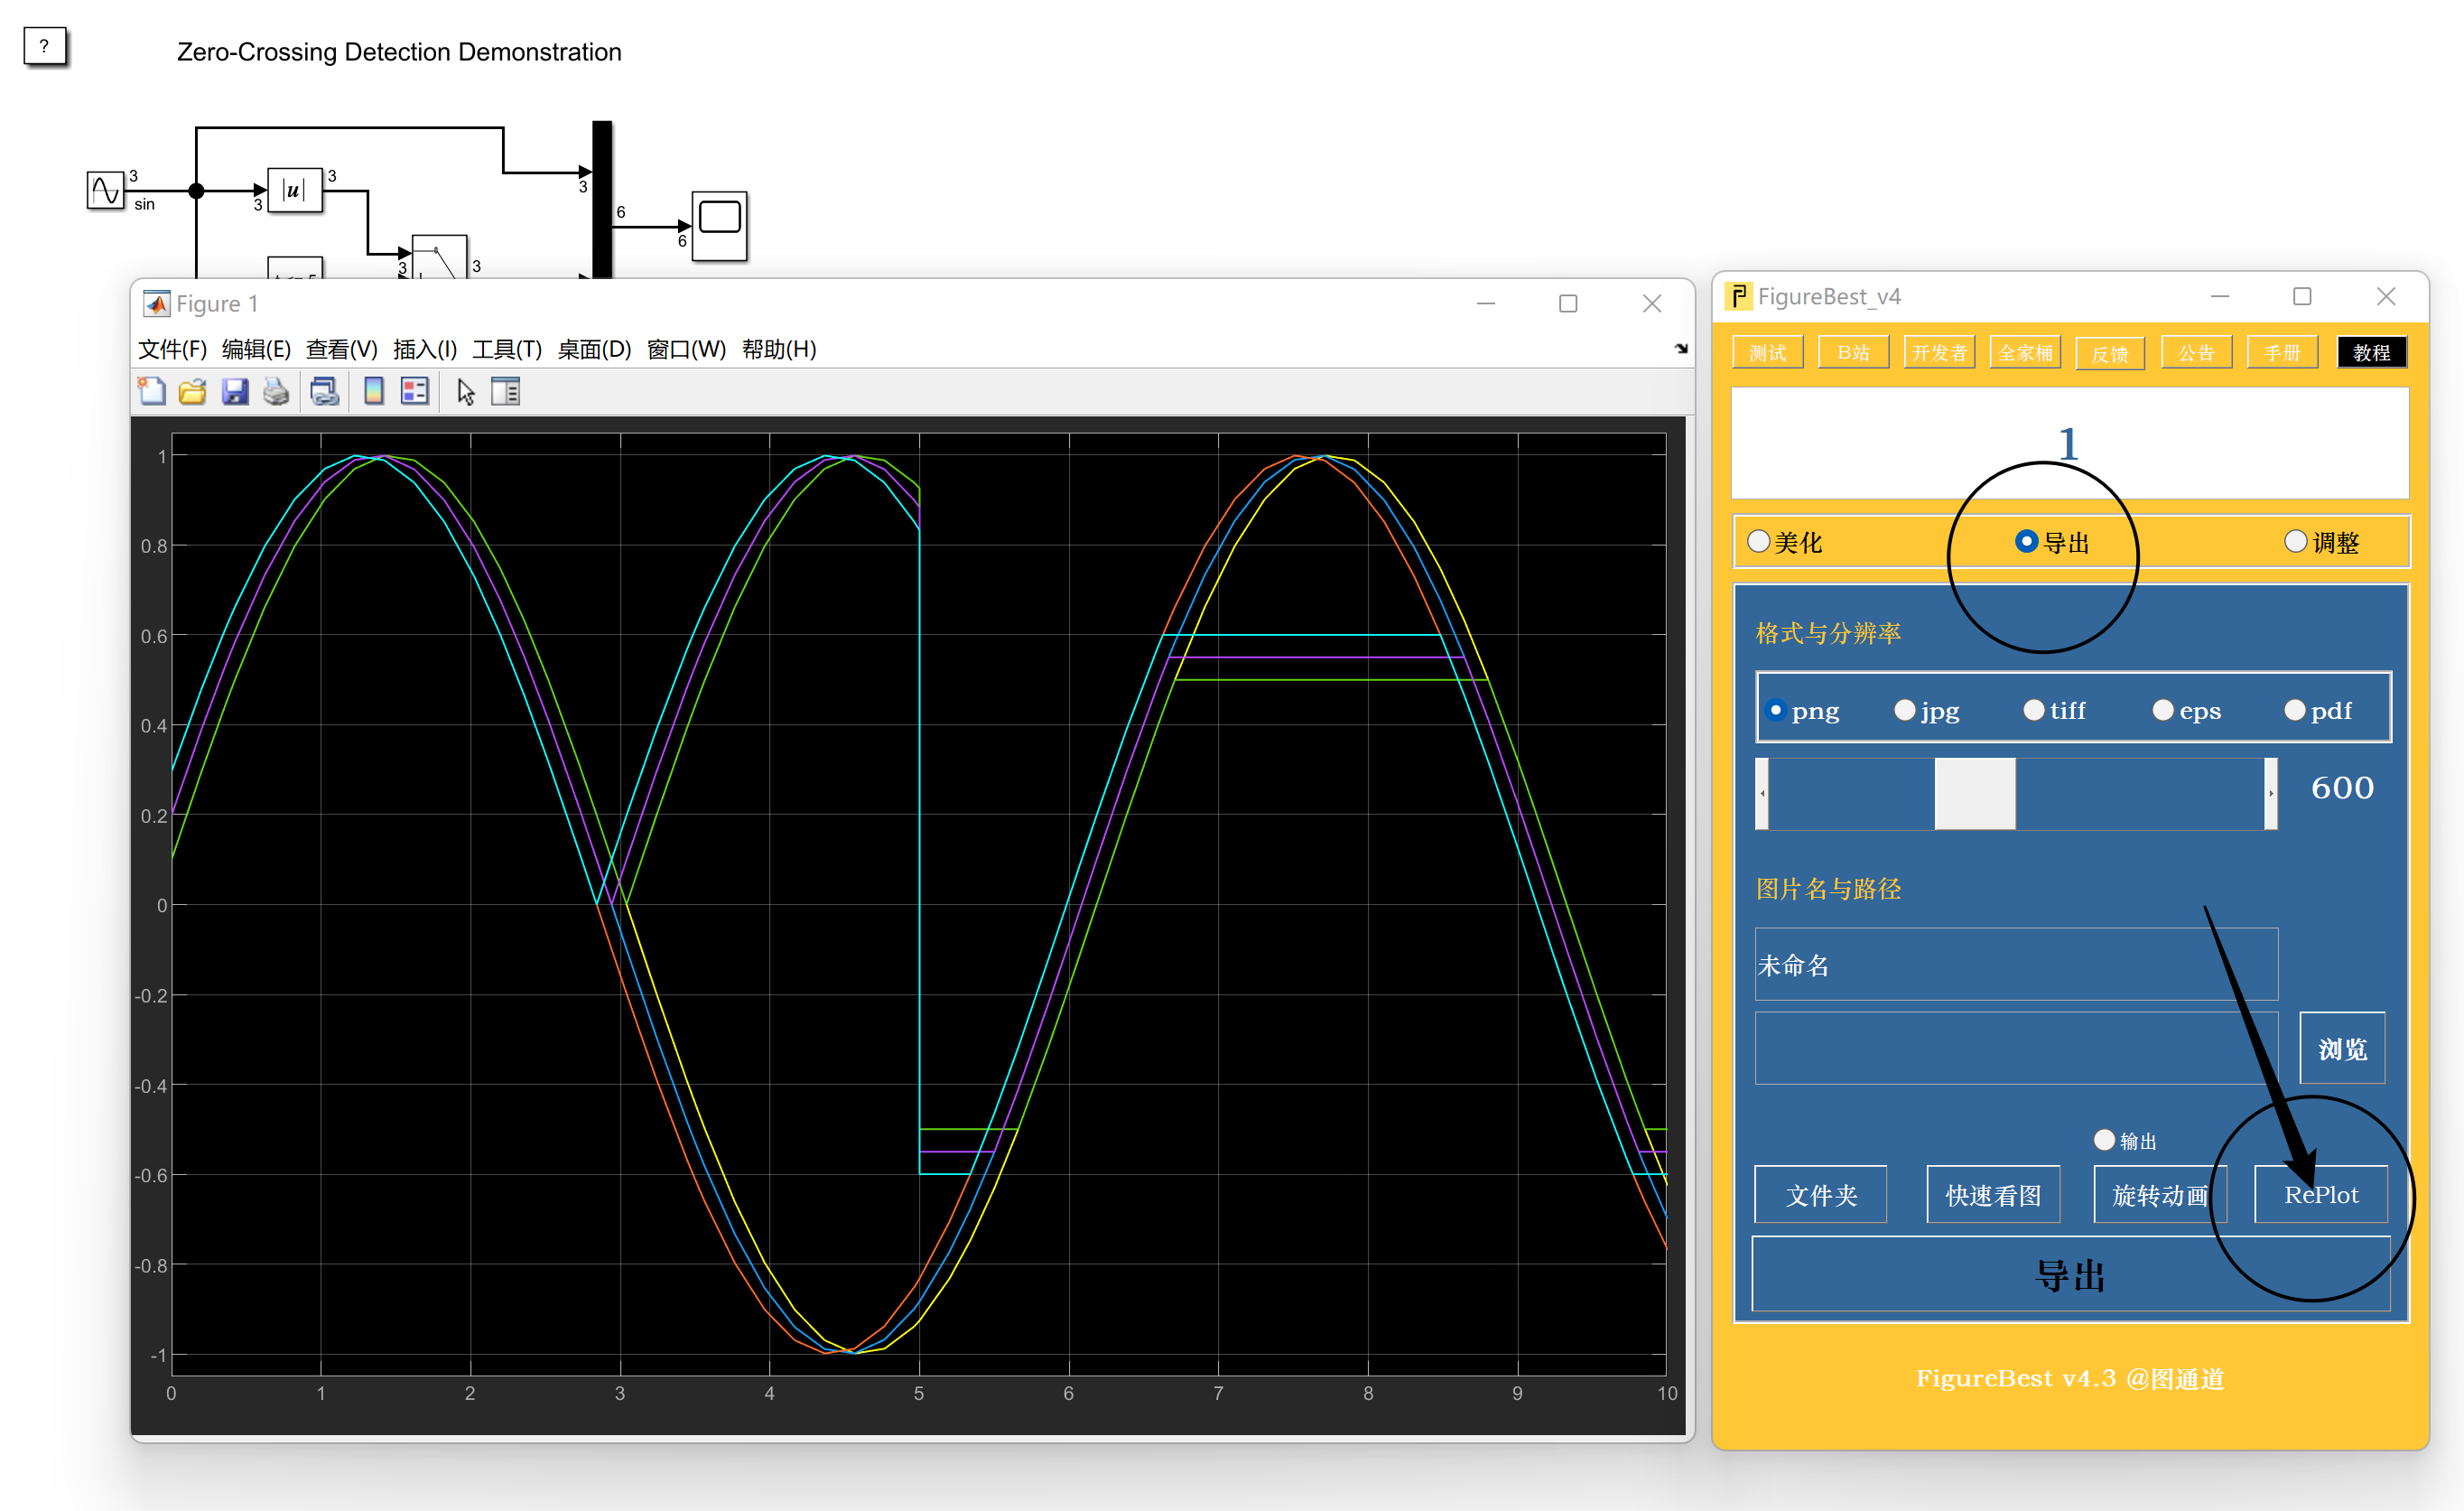 ?
Zero-Crossing Detection Demonstration
3
sin
3
|u|
3
3
3
3
6
6
Figure 1
文件(F) 编辑(E) 查看(V) 插入(I) 工具(T) 桌面(D) 窗口(W) 帮助(H)
1
0.8
0.6
0.4
0.2
0
-0.2
-0.4
-0.6
-0.8
-1
0 1 2 3 4 5 6 7 8 9 10
FigureBest_v4
测试 B站 开发者 全家桶 反馈 公告 手册 教程
1
美化 导出 调整
格式与分辨率
png jpg tiff eps pdf
600
图片名与路径
未命名
浏览
输出
文件夹 快速看图 旋转动画 RePlot
导出
FigureBest v4.3 @图通道